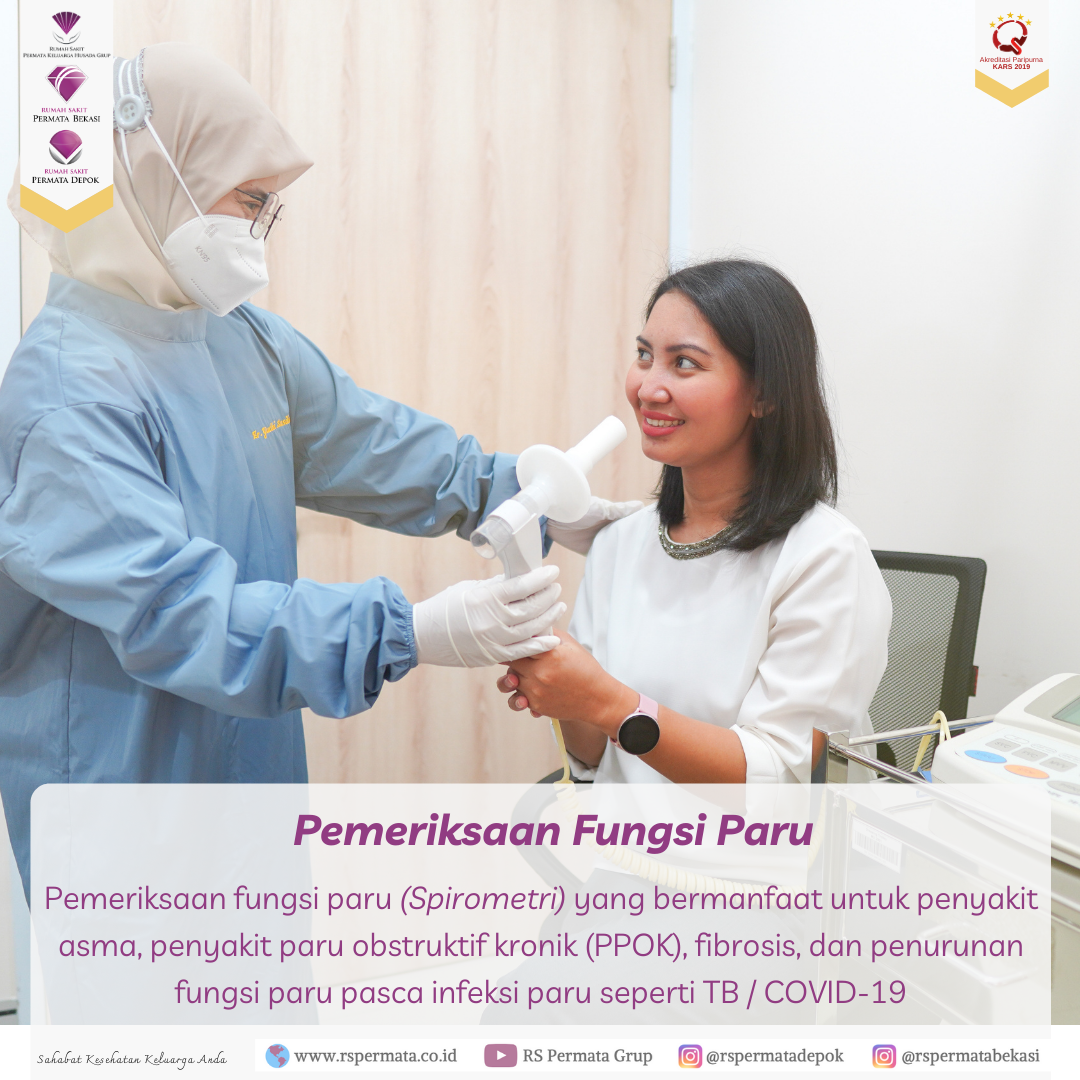 RUMAH SAKIT
PERMATA KELUARGA HUSADA GRUP
RUMAH SAKIT
PERMATA BEKASI
RUMAH SAKIT
PERMATA DEPOK
Akreditasi Paripurna
KARS 2019
KN95
Pemeriksaan Fungsi Paru
Pemeriksaan fungsi paru (Spirometri) yang bermanfaat untuk penyakit
asma, penyakit paru obstruktif kronik (PPOK), fibrosis, dan penurunan
fungsi paru pasca infeksi paru seperti TB / COVID-19
Sahabat Kesehatan Keluarga Anda
www.rspermata.co.id
RS Permata Grup
@rspermatadepok
@rspermatabekasi